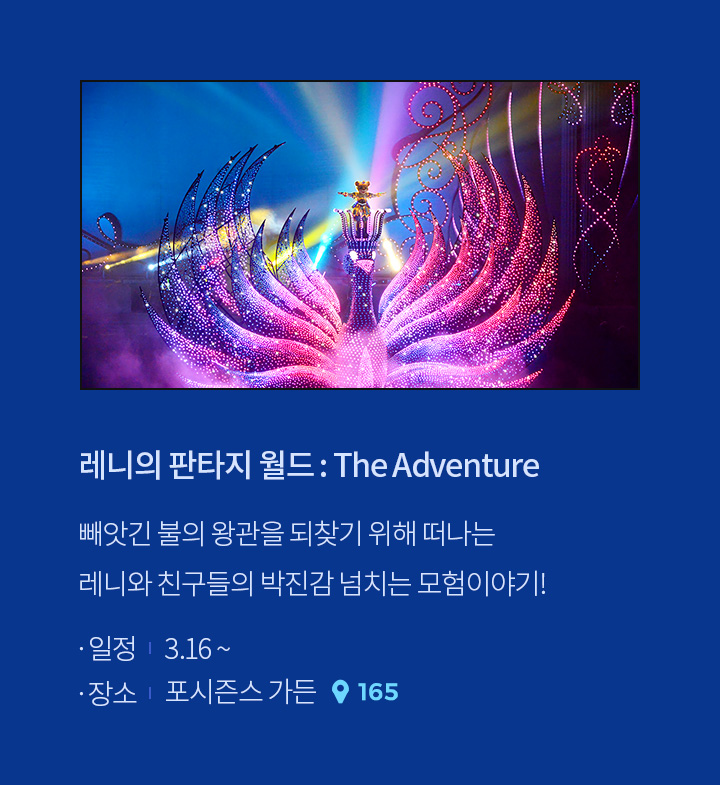 레니의 판타지 월드 : The Adventure
빼앗긴 불의 왕관을 되찾기 위해 떠나는
레니와 친구들의 박진감 넘치는 모험이야기!
· 일정 | 3.16 ~
· 장소 | 포시즌스 가든 165